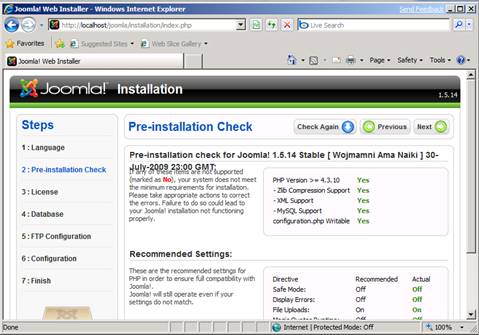 Joomla! Web Installer - Windows Internet Explorer
Send Feedback
http://localhost/joomla/installation/index.php
Live Search
Favorites
Suggested Sites
Web Slice Gallery
Joomla! Web Installer
Page
Safety
Tools
Joomla! Installation
1.5.14
Steps
1 : Language
2 : Pre-installation Check
3 : License
4 : Database
5 : FTP Configuration
6 : Configuration
7 : Finish
Pre-installation Check
Check Again
Previous
Next
Pre-installation check for Joomla! 1.5.14 Stable [ Wojmamni Ama Naiki ] 30-
July-2009 23:00 GMT:
If any of these items are not supported
(marked as No), your system does not meet
the minimum requirements for installation.
Please take appropriate actions to correct
the errors. Failure to do so could lead to
your Joomla! installation not functioning
properly.
PHP Version >= 4.3.10 Yes
- Zlib Compression Support Yes
- XML Support Yes
- MySQL Support Yes
configuration.php Writable Yes
Recommended Settings:
These are the recommended settings for
PHP in order to ensure full compatibility with
Joomla!.
Joomla! will still operate even if your
settings do not match.
Directive Recommended Actual
Safe Mode: Off Off
Display Errors: Off Off
File Uploads: On On
Magic Quotes Runtime: Off Off
Done
Internet | Protected Mode: Off
100%